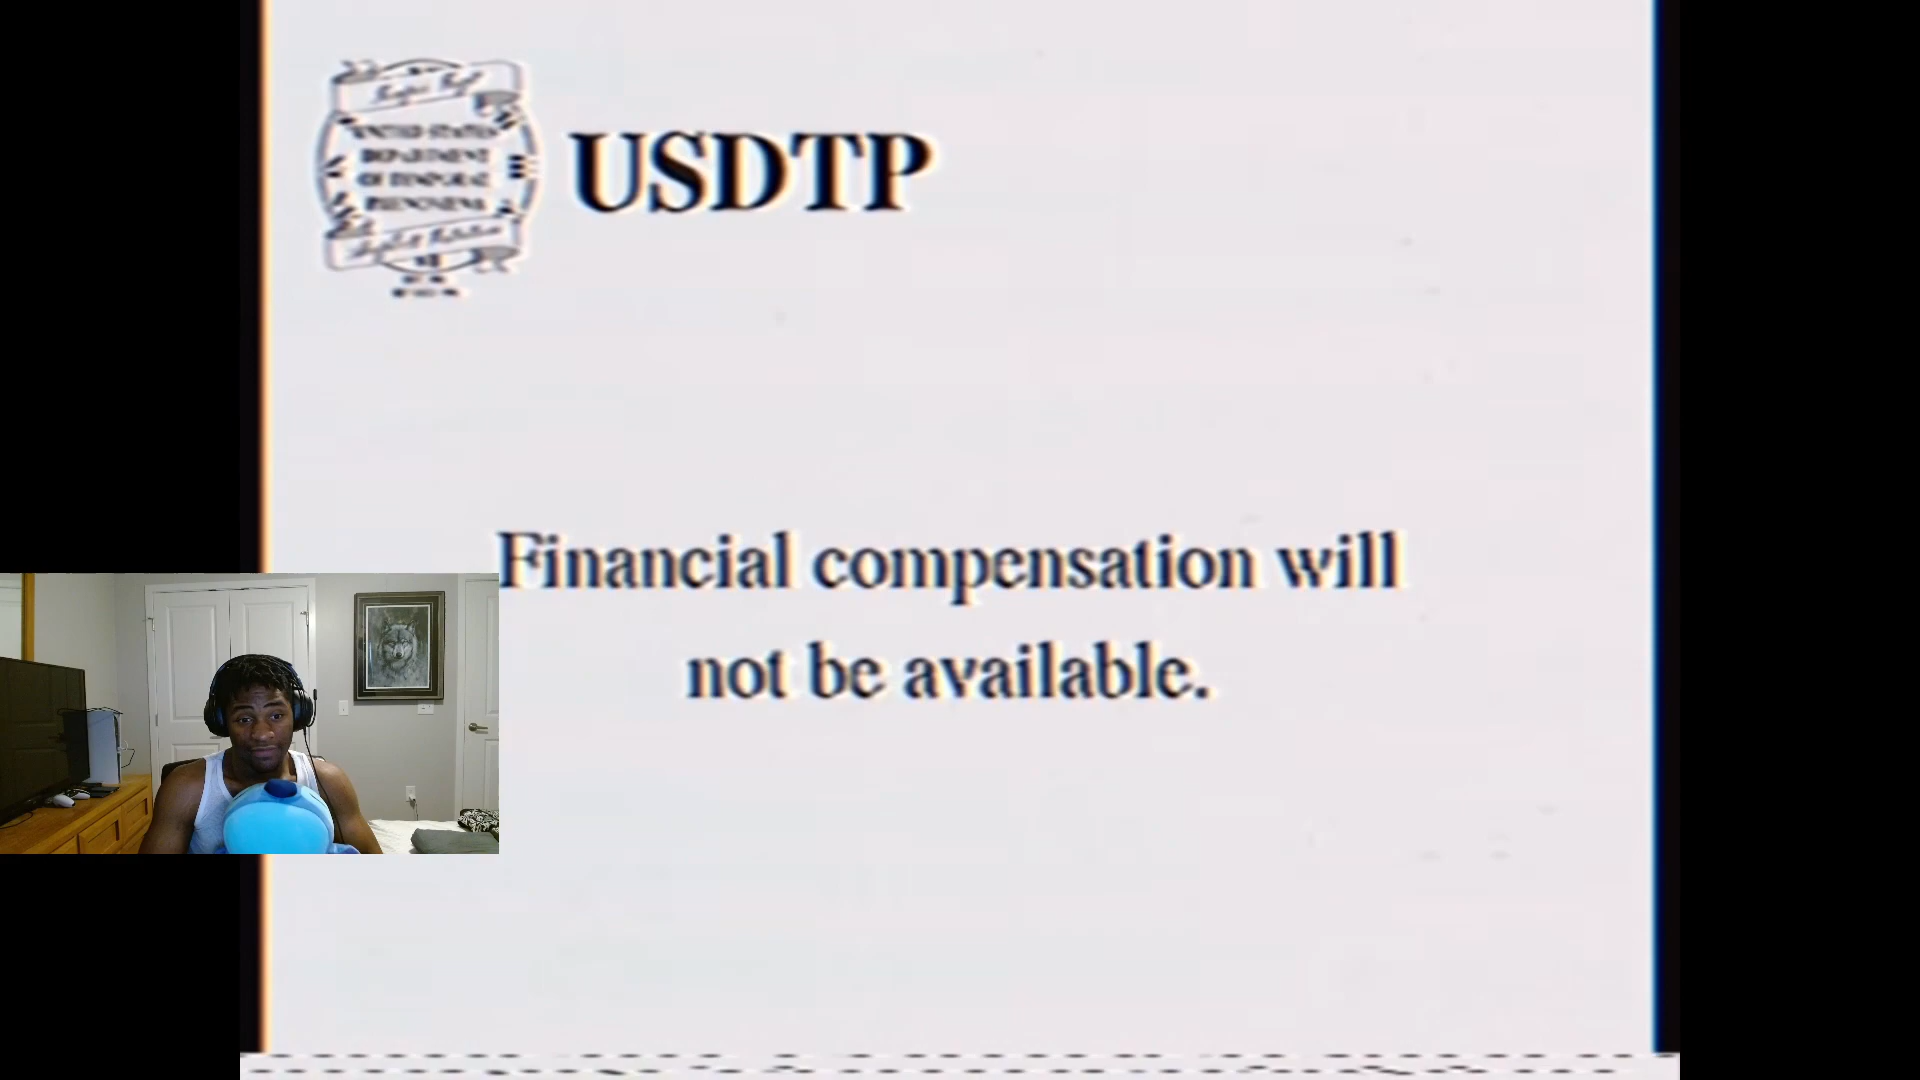 UNITED STATES
DEPARTMENT
OF TEMPORAL
PHENOMENA
USDTP
Financial compensation will
not be available.